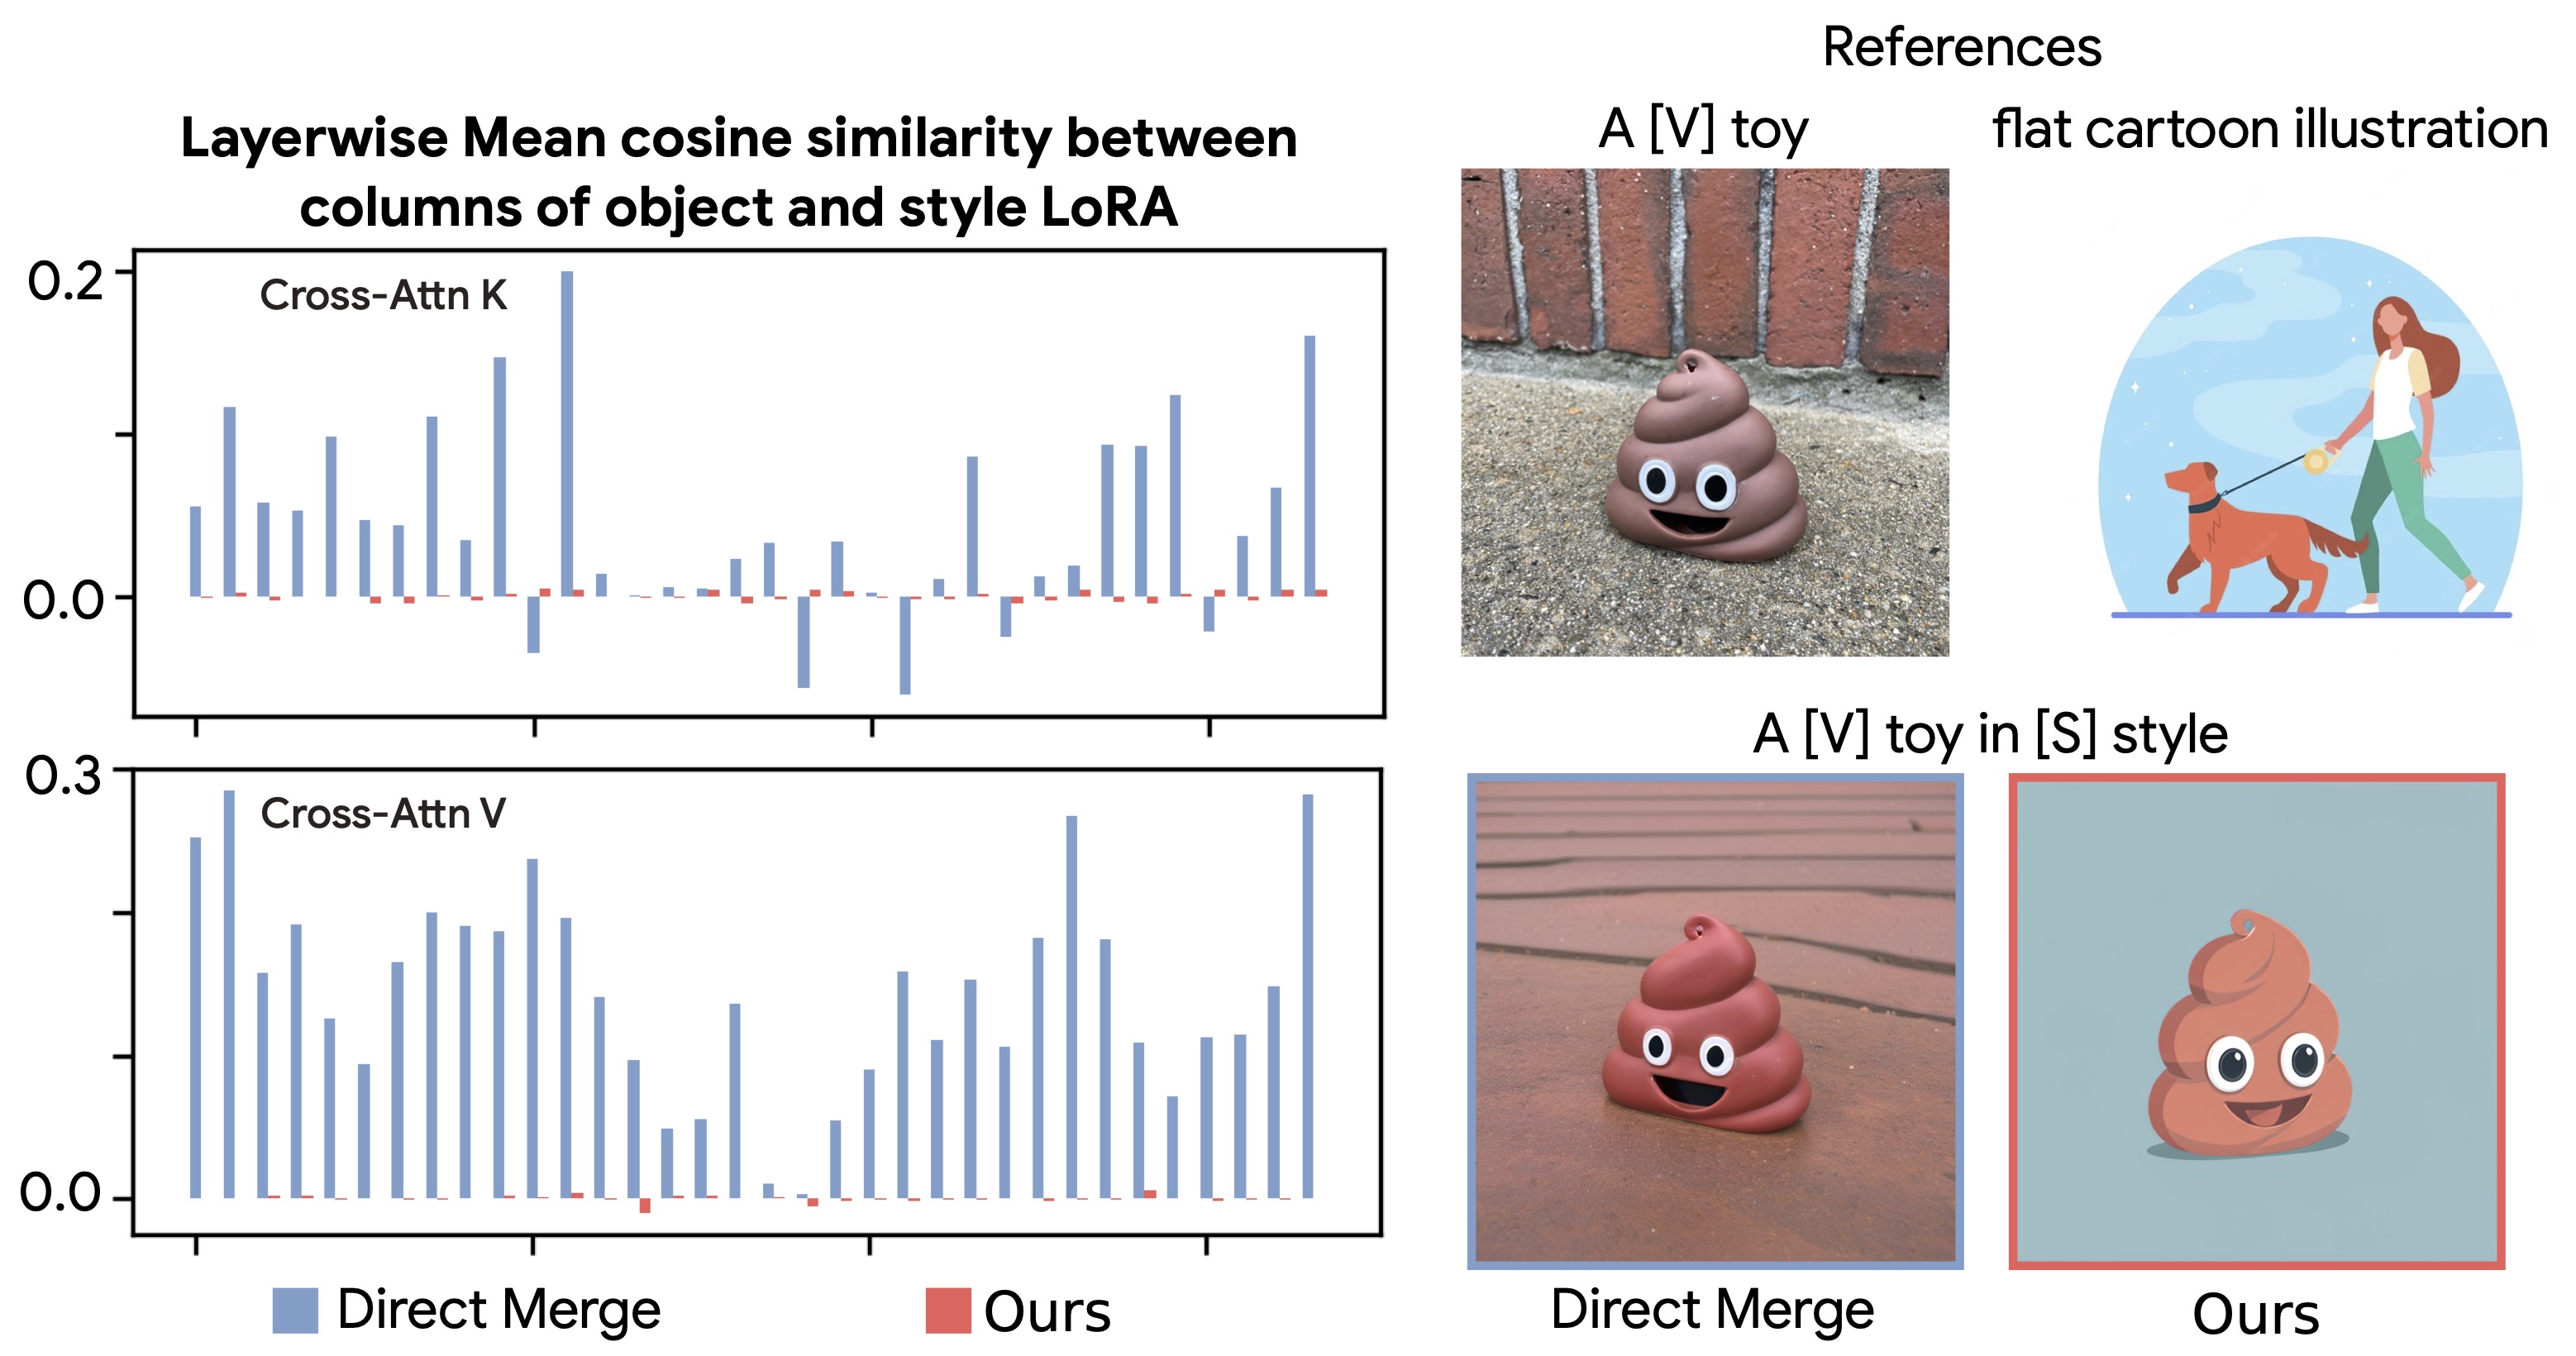 Layerwise Mean cosine similarity between
columns of object and style LoRA
0.2
Cross-Attn K
0.0
0.3
Cross-Attn V
0.0
Direct Merge
Ours
References
A [V] toy
flat cartoon illustration
A [V] toy in [S] style
Direct Merge
Ours